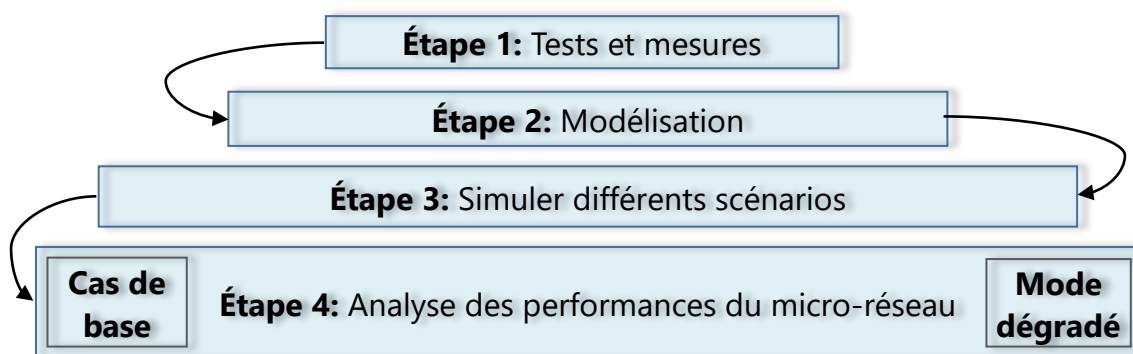 Étape 1: Tests et mesures
Étape 2: Modélisation
Étape 3: Simuler différents scénarios
Cas de
base
Étape 4: Analyse des performances du micro-réseau
Mode
dégradé